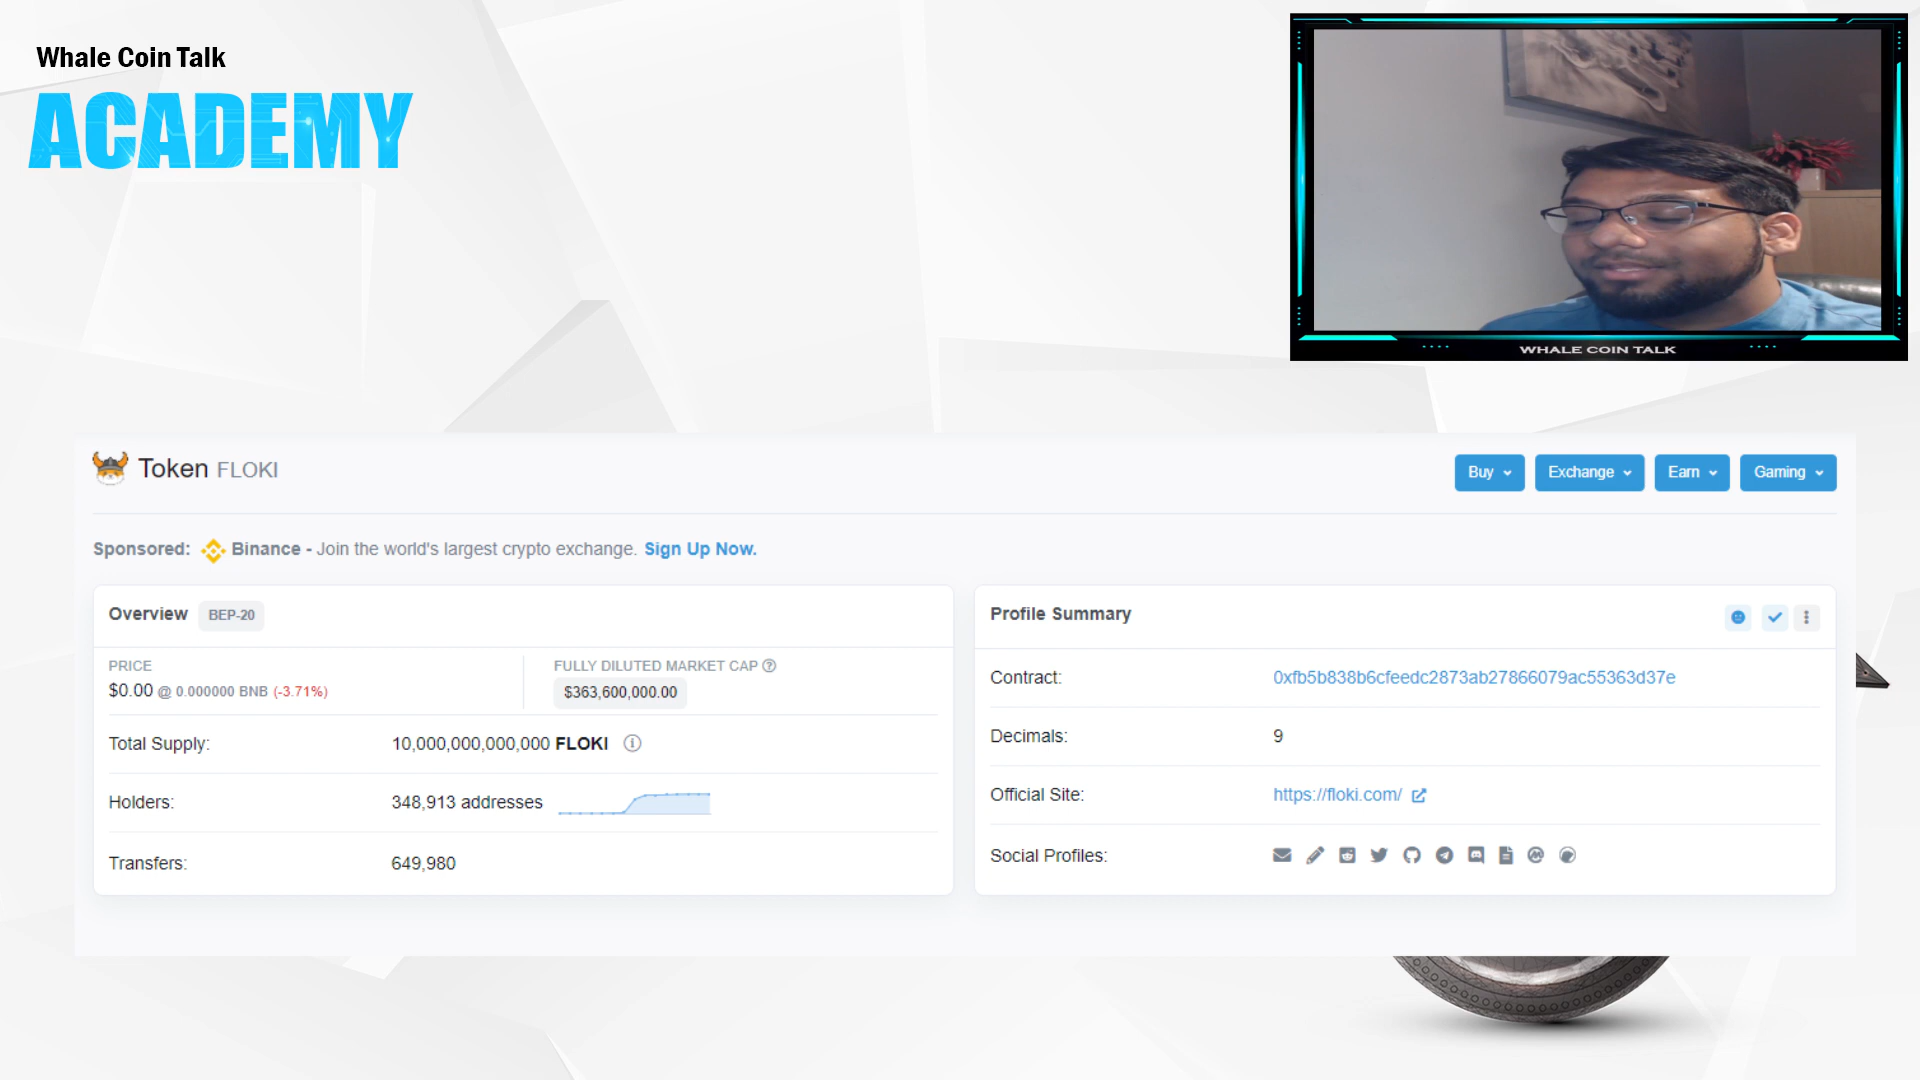 Whale Coin Talk
ACADEMY
WHALE COIN TALK
Token FLOKI
Buy
Exchange
Earn
Gaming
Sponsored: Binance - Join the world's largest crypto exchange. Sign Up Now.
Overview BEP-20
PRICE
$0.00 @ 0.000000 BNB (-3.71%)
FULLY DILUTED MARKET CAP
$363,600,000.00
Total Supply: 10,000,000,000,000 FLOKI
Holders: 348,913 addresses
Transfers: 649,980
Profile Summary
Contract: 0xfb5b838b6cfeedc2873ab27866079ac55363d37e
Decimals: 9
Official Site: https://floki.com/
Social Profiles: